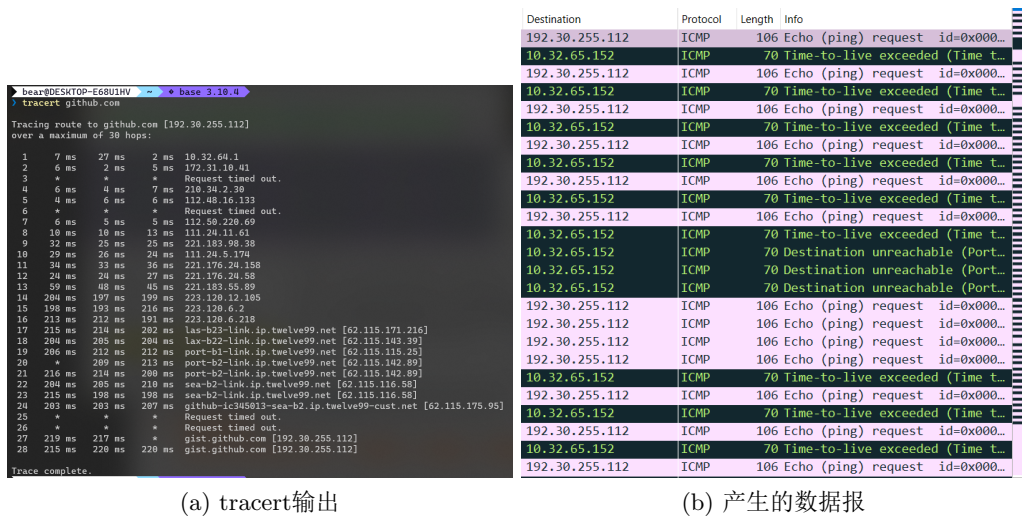 bear@DESKTOP-E68U1HV ~ base 3.10.4
tracert github.com
Tracing route to github.com [192.30.255.112]
over a maximum of 30 hops:
1 7 ms 27 ms 2 ms 10.32.64.1
2 6 ms 2 ms 5 ms 172.31.10.41
3 * * * Request timed out.
4 6 ms 4 ms 7 ms 210.34.2.30
5 4 ms 6 ms 6 ms 112.48.16.133
6 * * * Request timed out.
7 6 ms 5 ms 5 ms 112.50.220.69
8 10 ms 10 ms 13 ms 111.24.11.61
9 32 ms 25 ms 25 ms 221.183.98.38
10 29 ms 26 ms 24 ms 111.24.5.174
11 34 ms 33 ms 36 ms 221.176.24.158
12 24 ms 24 ms 27 ms 221.176.24.58
13 59 ms 48 ms 45 ms 221.183.55.89
14 204 ms 197 ms 199 ms 223.120.12.105
15 198 ms 193 ms 216 ms 223.120.6.2
16 213 ms 212 ms 191 ms 223.120.6.218
17 215 ms 214 ms 202 ms las-b23-link.ip.twelve99.net [62.115.171.216]
18 204 ms 205 ms 204 ms lax-b22-link.ip.twelve99.net [62.115.143.39]
19 206 ms 212 ms 212 ms port-b1-link.ip.twelve99.net [62.115.115.25]
20 * 209 ms 213 ms port-b2-link.ip.twelve99.net [62.115.142.89]
21 216 ms 214 ms 200 ms port-b2-link.ip.twelve99.net [62.115.142.89]
22 204 ms 205 ms 210 ms sea-b2-link.ip.twelve99.net [62.115.116.58]
23 215 ms 198 ms 198 ms sea-b2-link.ip.twelve99.net [62.115.116.58]
24 203 ms 203 ms 207 ms github-ic345013-sea-b2.ip.twelve99-cust.net [62.115.175.95]
25 * * * Request timed out.
26 * * * Request timed out.
27 219 ms 217 ms * gist.github.com [192.30.255.112]
28 215 ms 220 ms 220 ms gist.github.com [192.30.255.112]
Trace complete.
(a) tracert输出
Destination Protocol Length Info
192.30.255.112 ICMP 106 Echo (ping) request id=0x000…
10.32.65.152 ICMP 70 Time-to-live exceeded (Time t…
192.30.255.112 ICMP 106 Echo (ping) request id=0x000…
10.32.65.152 ICMP 70 Time-to-live exceeded (Time t…
192.30.255.112 ICMP 106 Echo (ping) request id=0x000…
10.32.65.152 ICMP 70 Time-to-live exceeded (Time t…
192.30.255.112 ICMP 106 Echo (ping) request id=0x000…
10.32.65.152 ICMP 70 Time-to-live exceeded (Time t…
192.30.255.112 ICMP 106 Echo (ping) request id=0x000…
10.32.65.152 ICMP 70 Time-to-live exceeded (Time t…
192.30.255.112 ICMP 106 Echo (ping) request id=0x000…
10.32.65.152 ICMP 70 Time-to-live exceeded (Time t…
10.32.65.152 ICMP 70 Destination unreachable (Port…
10.32.65.152 ICMP 70 Destination unreachable (Port…
10.32.65.152 ICMP 70 Destination unreachable (Port…
192.30.255.112 ICMP 106 Echo (ping) request id=0x000…
192.30.255.112 ICMP 106 Echo (ping) request id=0x000…
192.30.255.112 ICMP 106 Echo (ping) request id=0x000…
192.30.255.112 ICMP 106 Echo (ping) request id=0x000…
10.32.65.152 ICMP 70 Time-to-live exceeded (Time t…
192.30.255.112 ICMP 106 Echo (ping) request id=0x000…
10.32.65.152 ICMP 70 Time-to-live exceeded (Time t…
192.30.255.112 ICMP 106 Echo (ping) request id=0x000…
10.32.65.152 ICMP 70 Time-to-live exceeded (Time t…
192.30.255.112 ICMP 106 Echo (ping) request id=0x000…
(b) 产生的数据报